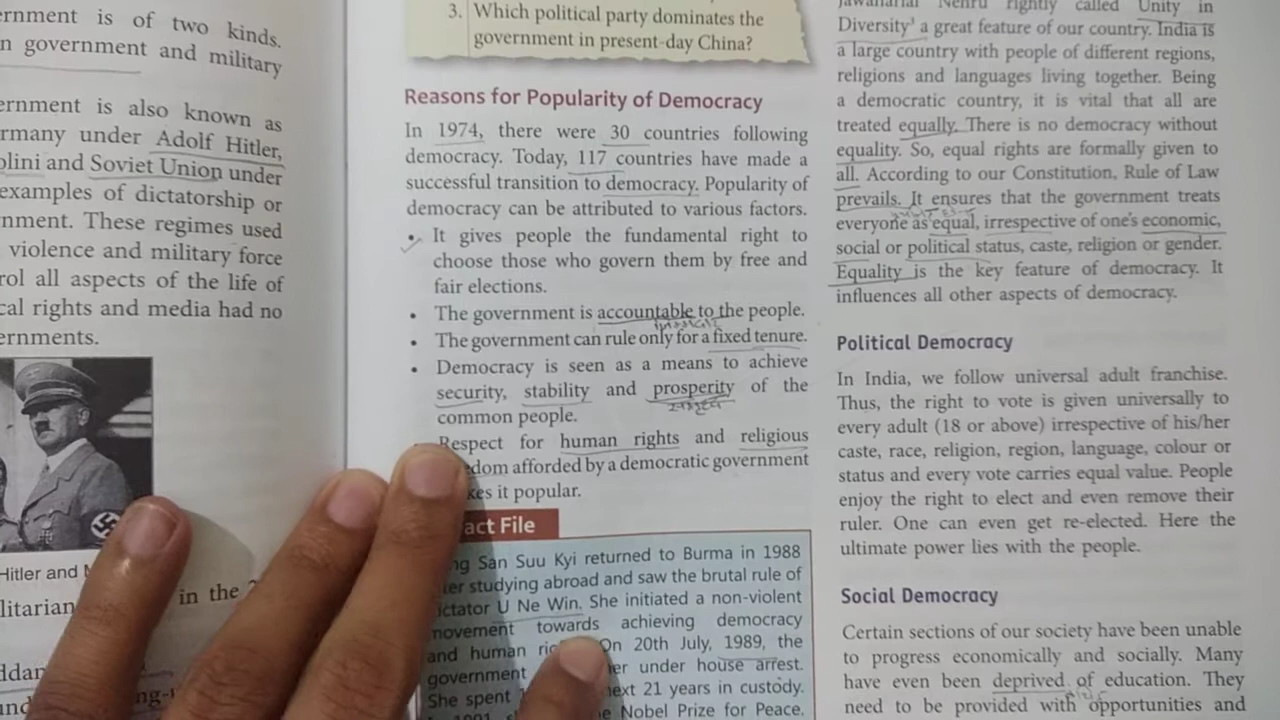 ernment is of two kinds.
n government and military
ernment is also known as
rmany under Adolf Hitler,
olini and Soviet Union under
examples of dictatorship or
nment. These regimes used
violence and military force
rol all aspects of the life of
cal rights and media had no
ernments.
Hitler and
litarian in the
ddar
3. Which political party dominates the
government in present-day China?
Reasons for Popularity of Democracy
In 1974, there were 30 countries following
democracy. Today, 117 countries have made a
successful transition to democracy. Popularity of
democracy can be attributed to various factors.
• It gives people the fundamental right to
choose those who govern them by free and
fair elections.
• The government is accountable to the people.
• The government can rule only for a fixed tenure.
• Democracy is seen as a means to achieve
security, stability and prosperity of the
common people.
Respect for human rights and religious
edom afforded by a democratic government
kes it popular.
act File
ng San Suu Kyi returned to Burma in 1988
er studying abroad and saw the brutal rule of
ictator U Ne Win. She initiated a non-violent
movement towards achieving democracy
and human On 20th July, 1989, the
government er under house arrest.
She spent next 21 years in custody.
e Nobel Prize for Peace.
Jawaharlal Nehru rightly called Unity in
Diversity' a great feature of our country. India is
a large country with people of different regions,
religions and languages living together. Being
a democratic country, it is vital that all are
treated equally. There is no democracy without
equality. So, equal rights are formally given to
all. According to our Constitution, Rule of Law
prevails. It ensures that the government treats
everyone as equal, irrespective of one's economic,
social or political status, caste, religion or gender.
Equality is the key feature of democracy. It
influences all other aspects of democracy.
Political Democracy
In India, we follow universal adult franchise.
Thus, the right to vote is given universally to
every adult (18 or above) irrespective of his/her
caste, race, religion, region, language, colour or
status and every vote carries equal value. People
enjoy the right to elect and even remove their
ruler. One can even get re-elected. Here the
ultimate power lies with the people.
Social Democracy
Certain sections of our society have been unable
to progress economically and socially. Many
have even been deprived of education. They
need to be provided with opportunities and